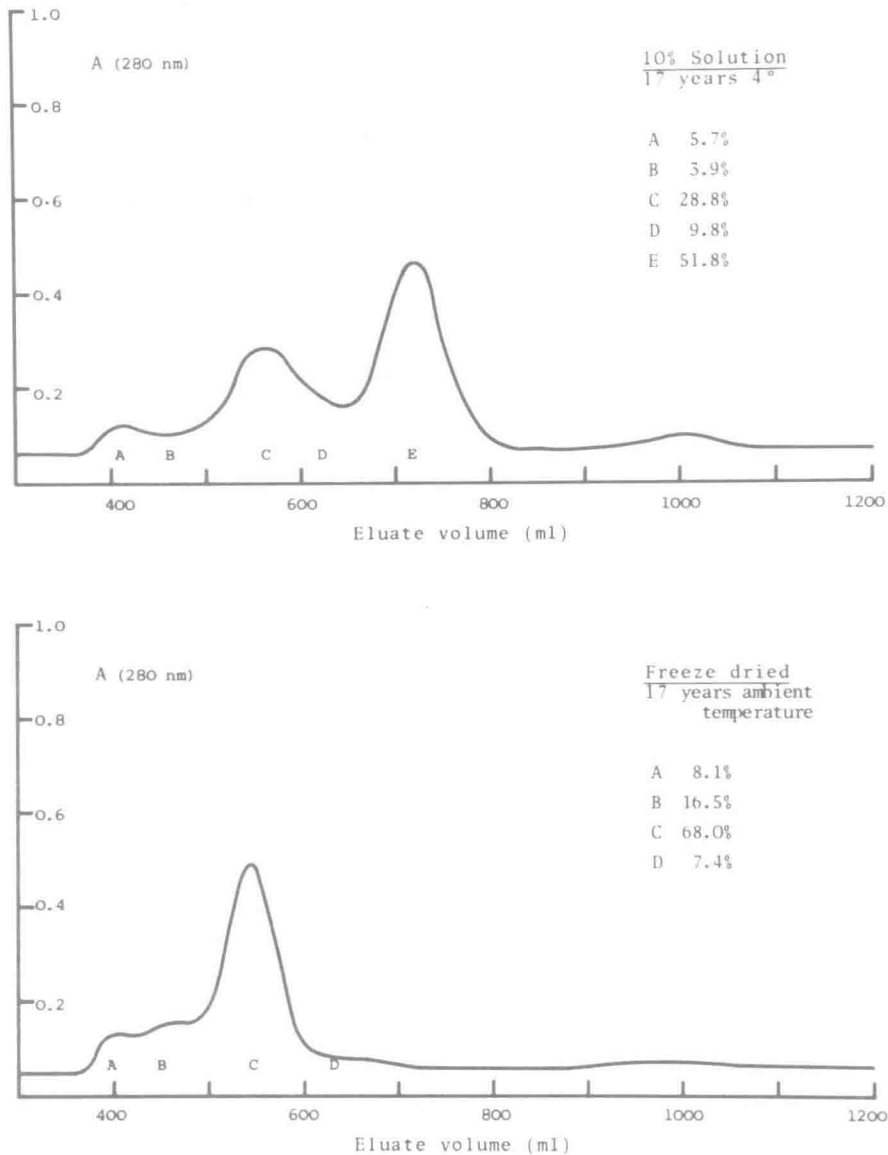 1.0
A (280 nm)
10% Solution
17 years 4°
0.8
A 5.7%
B 3.9%
0.6
C 28.8%
D 9.8%
E 51.8%
0.4
0.2
A B C D E
400 600 800 1000 1200
Eluate volume (ml)
1.0
A (280 nm)
Freeze dried
17 years ambient
temperature
0.8
A 8.1%
B 16.5%
0.6
C 68.0%
D 7.4%
0.4
0.2
A B C D
400 600 800 1000 1200
Eluate volume (ml)